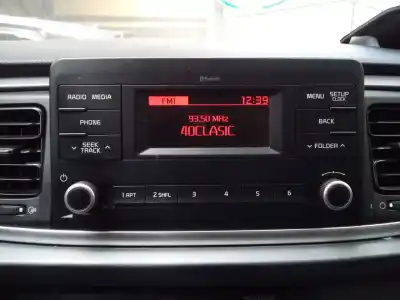 Bluetooth
RADIO MEDIA
FM1 12:39
MENU SETUP
CLOCK
93.50 MHz
40CLASIC
PHONE
BACK
SEEK
TRACK
FOLDER
1 RPT 2 SHFL 3 4 5 6